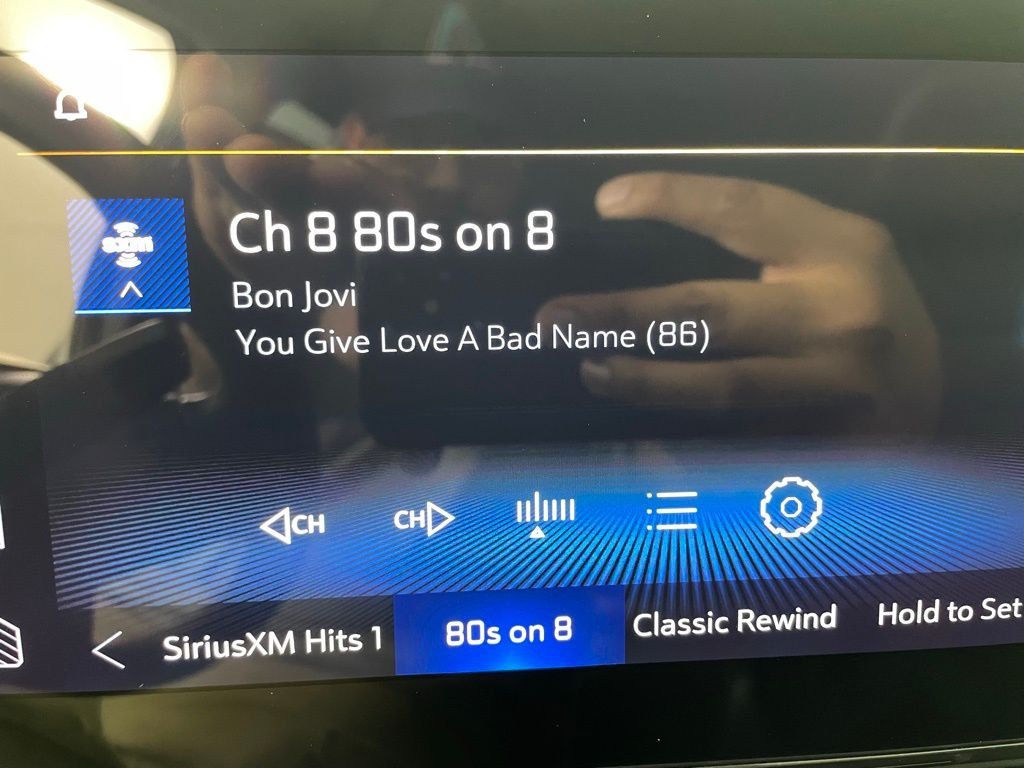 sxm
Ch 8 80s on 8
Bon Jovi
You Give Love A Bad Name (86)
CH
CH
SiriusXM Hits 1
80s on 8
Classic Rewind
Hold to Set